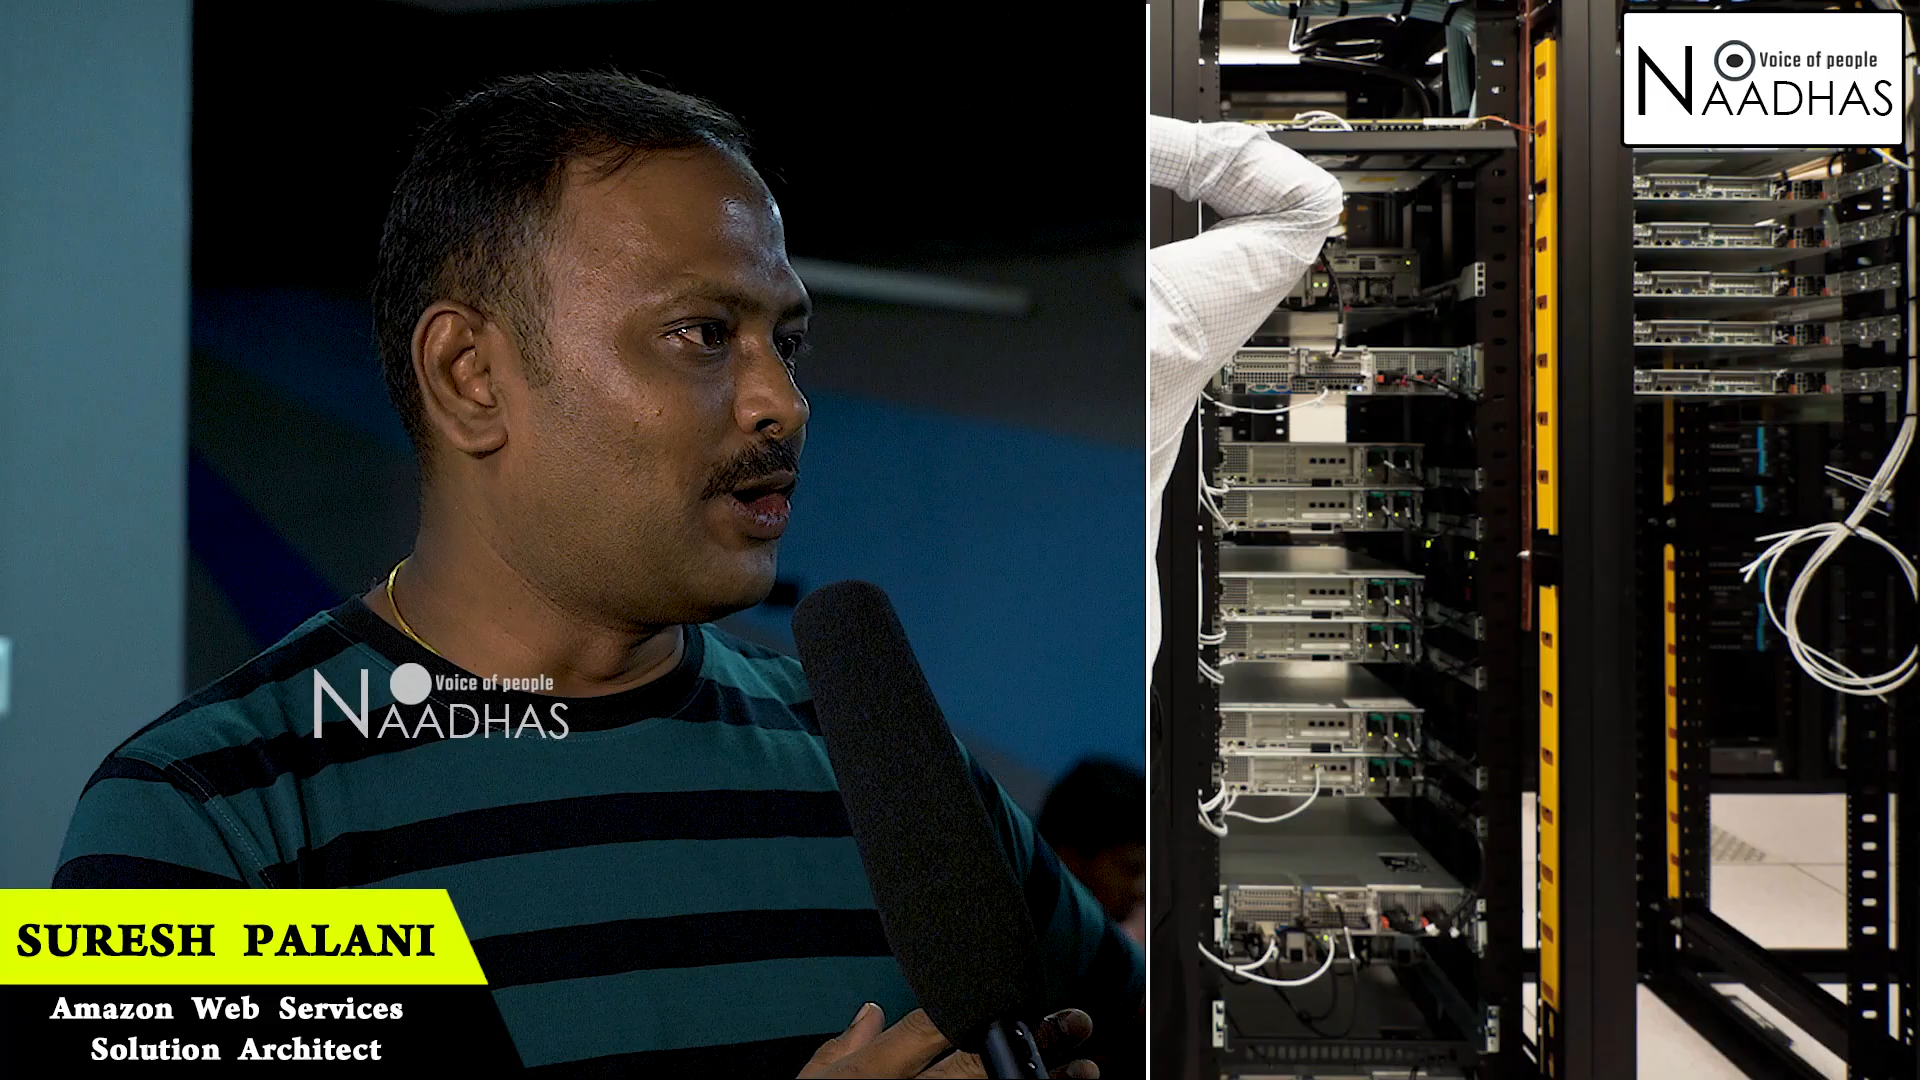 Voice of people
NAADHAS
Voice of people
NAADHAS
SURESH PALANI
Amazon Web Services
Solution Architect